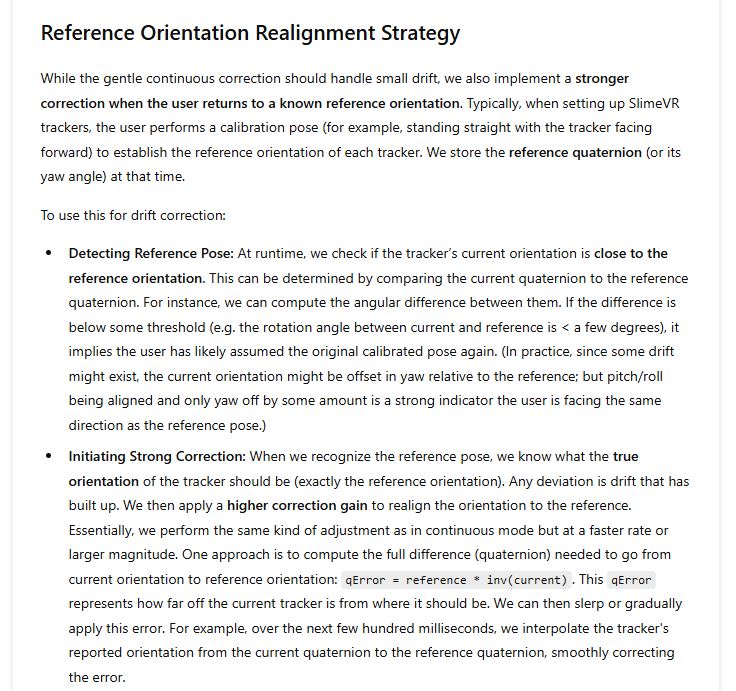 Reference Orientation Realignment Strategy
While the gentle continuous correction should handle small drift, we also implement a stronger
correction when the user returns to a known reference orientation. Typically, when setting up SlimeVR
trackers, the user performs a calibration pose (for example, standing straight with the tracker facing
forward) to establish the reference orientation of each tracker. We store the reference quaternion (or its
yaw angle) at that time.
To use this for drift correction:
• Detecting Reference Pose: At runtime, we check if the tracker's current orientation is close to the
reference orientation. This can be determined by comparing the current quaternion to the reference
quaternion. For instance, we can compute the angular difference between them. If the difference is
below some threshold (e.g. the rotation angle between current and reference is < a few degrees), it
implies the user has likely assumed the original calibrated pose again. (In practice, since some drift
might exist, the current orientation might be offset in yaw relative to the reference; but pitch/roll
being aligned and only yaw off by some amount is a strong indicator the user is facing the same
direction as the reference pose.)
• Initiating Strong Correction: When we recognize the reference pose, we know what the true
orientation of the tracker should be (exactly the reference orientation). Any deviation is drift that has
built up. We then apply a higher correction gain to realign the orientation to the reference.
Essentially, we perform the same kind of adjustment as in continuous mode but at a faster rate or
larger magnitude. One approach is to compute the full difference (quaternion) needed to go from
current orientation to reference orientation: qError = reference * inv(current). This qError
represents how far off the current tracker is from where it should be. We can then slerp or gradually
apply this error. For example, over the next few hundred milliseconds, we interpolate the tracker's
reported orientation from the current quaternion to the reference quaternion, smoothly correcting
the error.